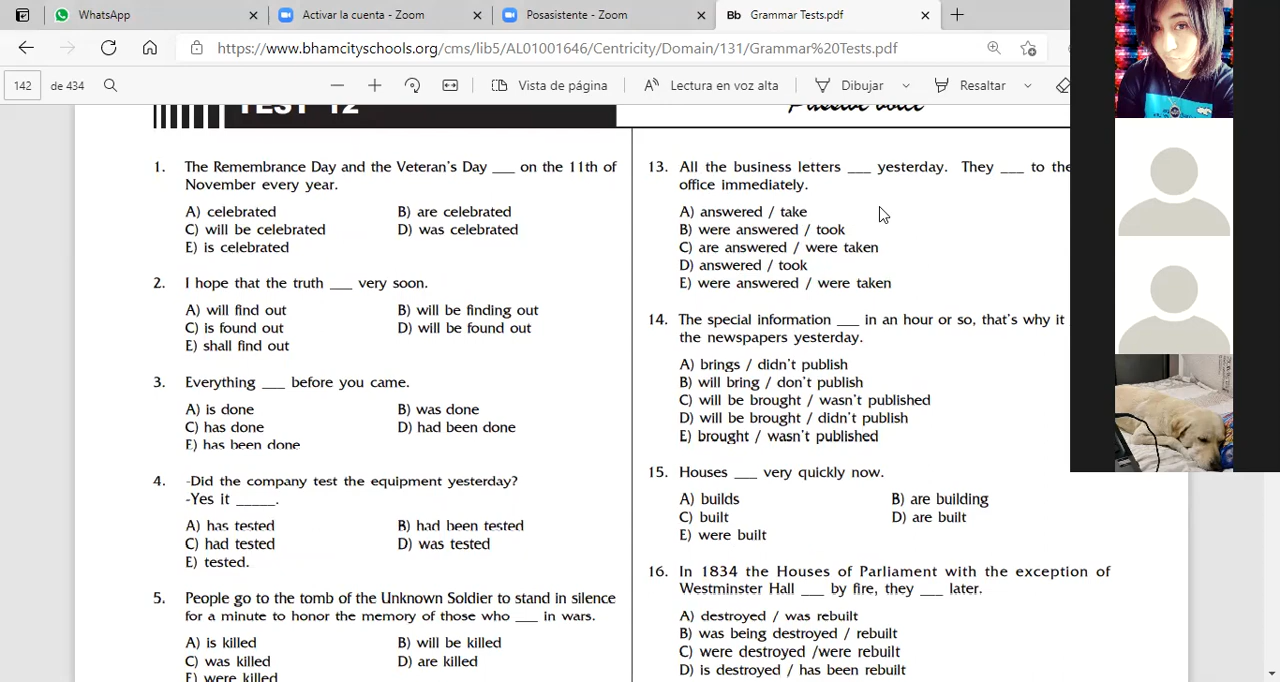 WhatsApp
Activar la cuenta - Zoom
Posasistente - Zoom
Bb Grammar Tests.pdf
https://www.bhamcityschools.org/cms/lib5/AL01001646/Centricity/Domain/131/Grammar%20Tests.pdf
142 de 434
Vista de página
Lectura en voz alta
Dibujar
Resaltar
TEST 12
Passive Voice
1. The Remembrance Day and the Veteran's Day ___ on the 11th of
November every year.
A) celebrated B) are celebrated
C) will be celebrated D) was celebrated
E) is celebrated
2. I hope that the truth ___ very soon.
A) will find out B) will be finding out
C) is found out D) will be found out
E) shall find out
3. Everything ___ before you came.
A) is done B) was done
C) has done D) had been done
E) has been done
4. -Did the company test the equipment yesterday?
-Yes it _____.
A) has tested B) had been tested
C) had tested D) was tested
E) tested.
5. People go to the tomb of the Unknown Soldier to stand in silence
for a minute to honor the memory of those who ___ in wars.
A) is killed B) will be killed
C) was killed D) are killed
E) were killed
13. All the business letters ___ yesterday. They ___ to the
office immediately.
A) answered / take
B) were answered / took
C) are answered / were taken
D) answered / took
E) were answered / were taken
14. The special information ___ in an hour or so, that's why it
the newspapers yesterday.
A) brings / didn't publish
B) will bring / don't publish
C) will be brought / wasn't published
D) will be brought / didn't publish
E) brought / wasn't published
15. Houses ___ very quickly now.
A) builds B) are building
C) built D) are built
E) were built
16. In 1834 the Houses of Parliament with the exception of
Westminster Hall ___ by fire, they ___ later.
A) destroyed / was rebuilt
B) was being destroyed / rebuilt
C) were destroyed /were rebuilt
D) is destroyed / has been rebuilt